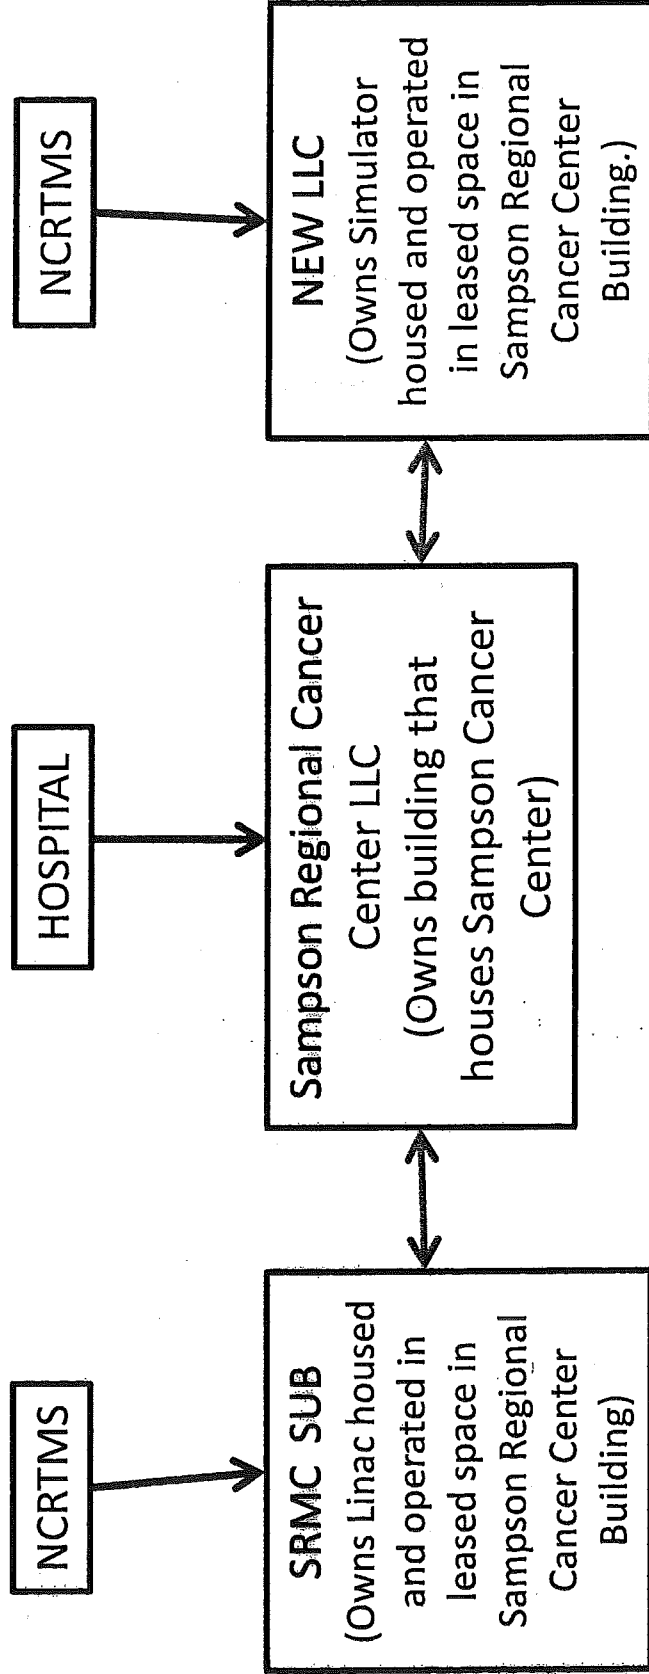 NCRTMS
SRMC SUB
(Owns Linac housed
and operated in
leased space in
Sampson Regional
Cancer Center
Building)
HOSPITAL
Sampson Regional Cancer
Center LLC
(Owns building that
houses Sampson Cancer
Center)
NCRTMS
NEW LLC
(Owns Simulator
housed and operated
in leased space in
Sampson Regional
Cancer Center
Building.)